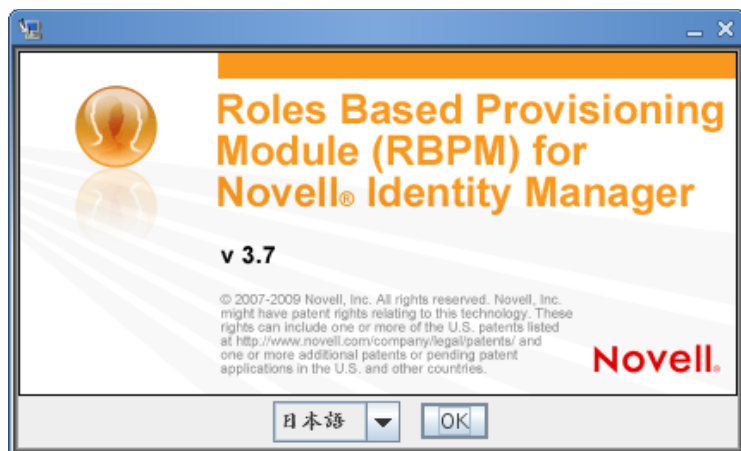 Roles Based Provisioning
Module (RBPM) for
Novell® Identity Manager
v 3.7
© 2007-2009 Novell, Inc. All rights reserved. Novell, Inc.
might have patent rights relating to this technology. These
rights can include one or more of the U.S. patents listed
at http://www.novell.com/company/legal/patents/ and
one or more additional patents or pending patent
applications in the U.S. and other countries.
Novell®
日本語
OK